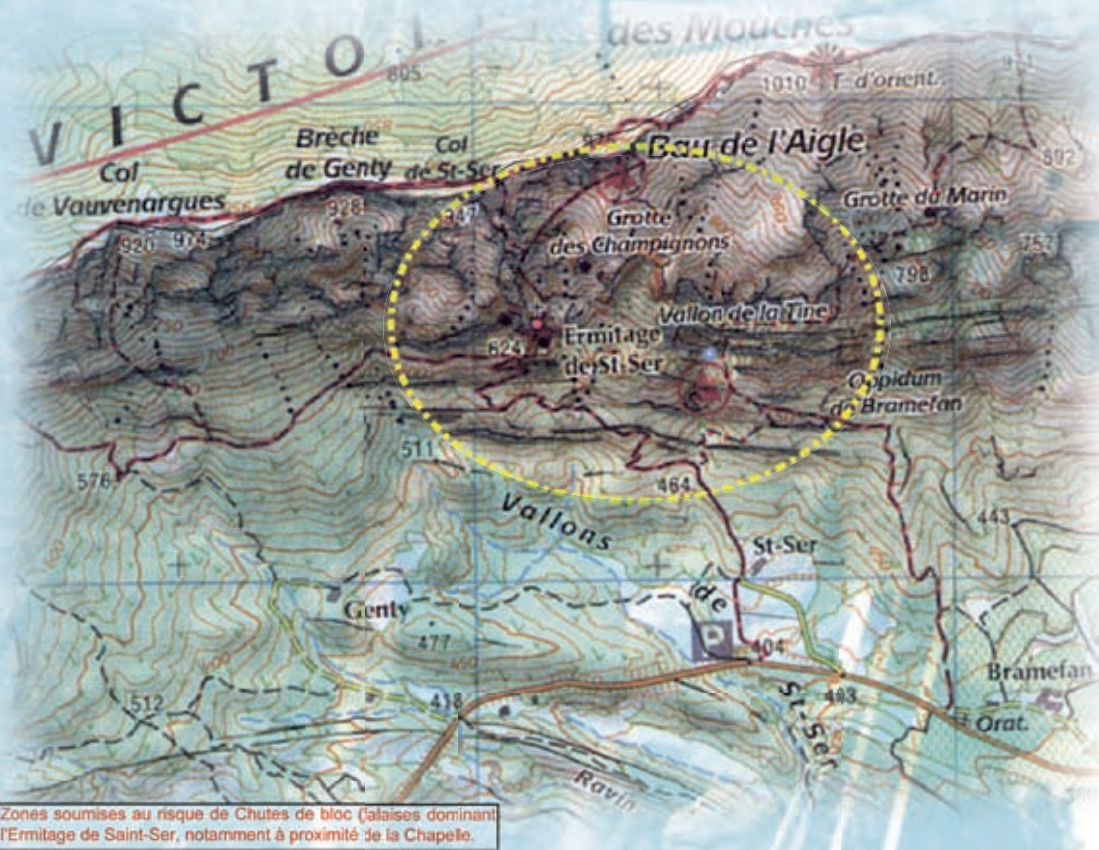 des Mouches
VICTOI
895
1010 T. d'orient.
Brèche
de Genty
Col
de St-Ser
Bau de l'Aigle
892
Col
de Vauvenargues
928
947
Grotte
des Champignons
Grotte du Marin
920 974
757
798
Vallon de la Tine
624
Ermitage
de St-Ser
Oppidum
de Bramefan
511
576
464
Vallons
443
St-Ser
de
Genty
P
477
404
Bramefan
512
418
403
St-Ser
Orat.
Ravin
Zones soumises au risque de Chutes de bloc (falaises dominant
l'Ermitage de Saint-Ser, notamment à proximité de la Chapelle.